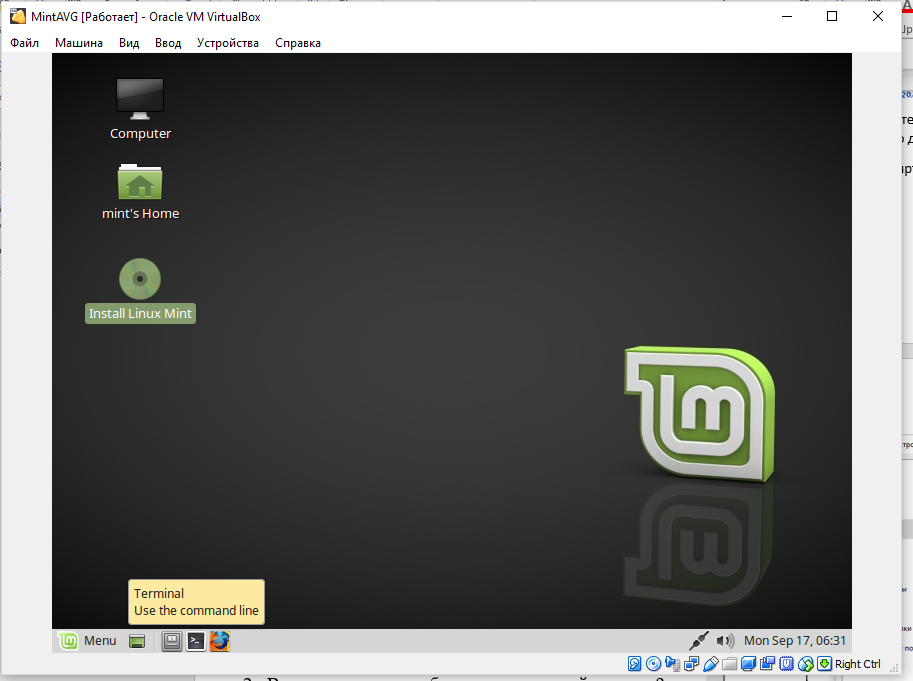 MintAVG [Работает] - Oracle VM VirtualBox
Файл Машина Вид Ввод Устройства Справка
Computer
mint's Home
Install Linux Mint
Terminal
Use the command line
Menu Mon Sep 17, 06:31
Right Ctrl